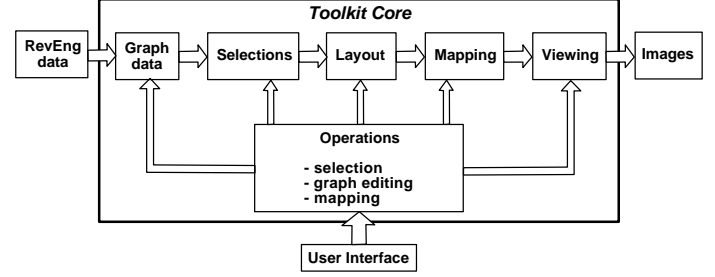 Toolkit Core
RevEng
data
Graph
data
Selections
Layout
Mapping
Viewing
Images
Operations
- selection
- graph editing
- mapping
User Interface